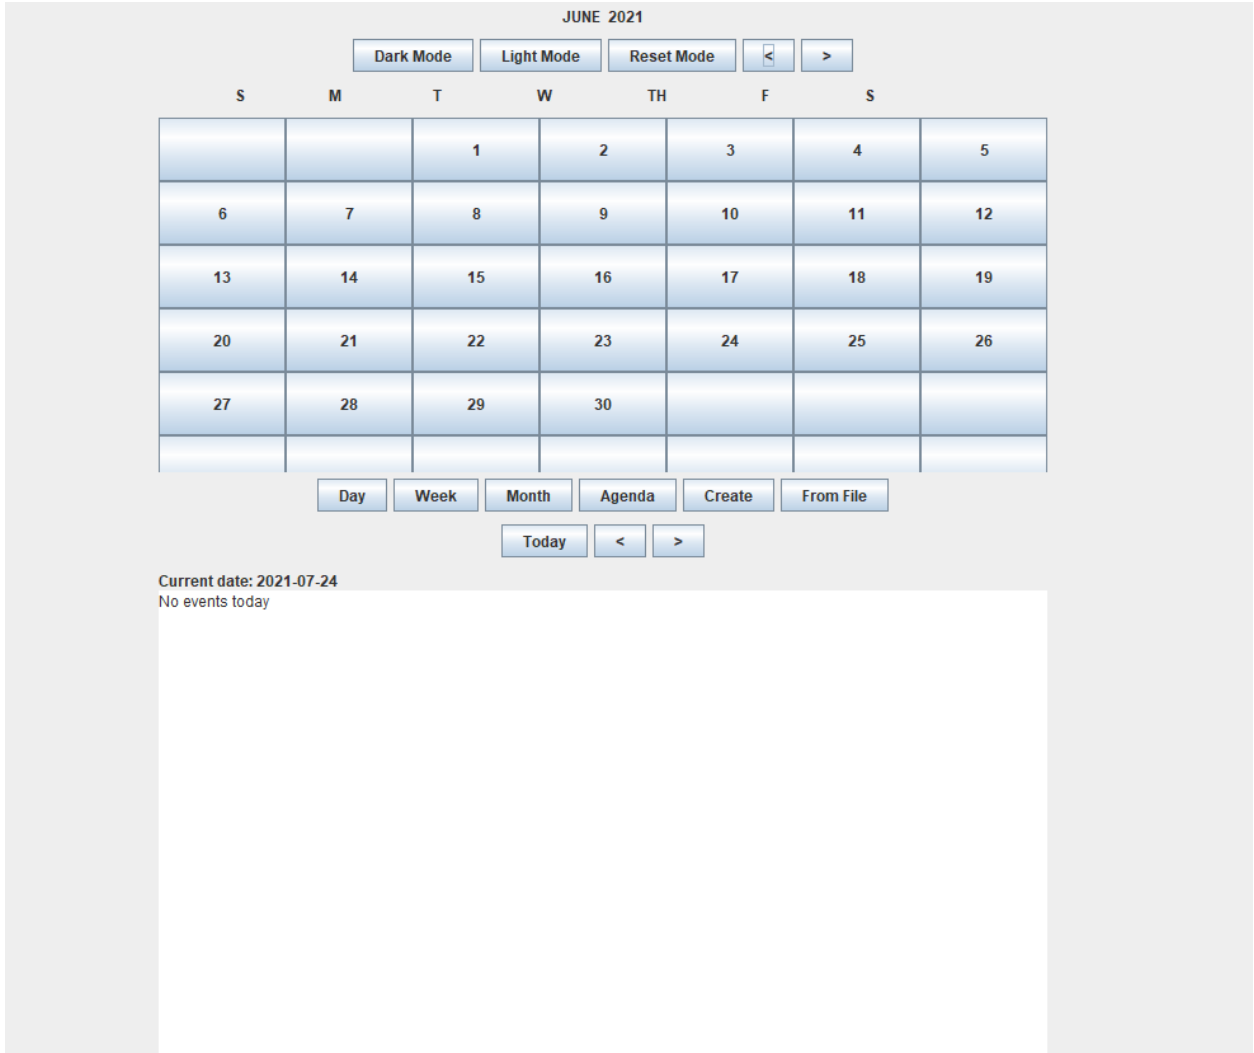 JUNE 2021
Dark Mode Light Mode Reset Mode < >
S M T W TH F S
1 2 3 4 5
6 7 8 9 10 11 12
13 14 15 16 17 18 19
20 21 22 23 24 25 26
27 28 29 30
Day Week Month Agenda Create From File
Today < >
Current date: 2021-07-24
No events today